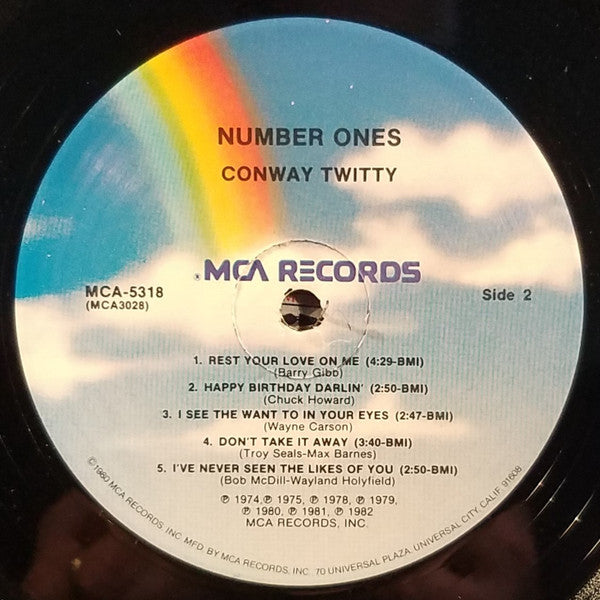 NUMBER ONES
CONWAY TWITTY
®MCA RECORDS
MCA-5318
(MCA3028)
Side 2
1. REST YOUR LOVE ON ME (4:29-BMI)
(Barry Gibb)
2. HAPPY BIRTHDAY DARLIN' (2:50-BMI)
(Chuck Howard)
3. I SEE THE WANT TO IN YOUR EYES (2:47-BMI)
(Wayne Carson)
4. DON'T TAKE IT AWAY (3:40-BMI)
(Troy Seals-Max Barnes)
5. I'VE NEVER SEEN THE LIKES OF YOU (2:50-BMI)
(Bob McDill-Wayland Holyfield)
℗ 1974, ℗ 1975, ℗ 1978, ℗ 1979,
℗ 1980, ℗ 1981, ℗ 1982
MCA RECORDS, INC.
©1980 MCA RECORDS, INC. MFD. BY MCA RECORDS, INC. 70 UNIVERSAL PLAZA, UNIVERSAL CITY, CALIF. 91608